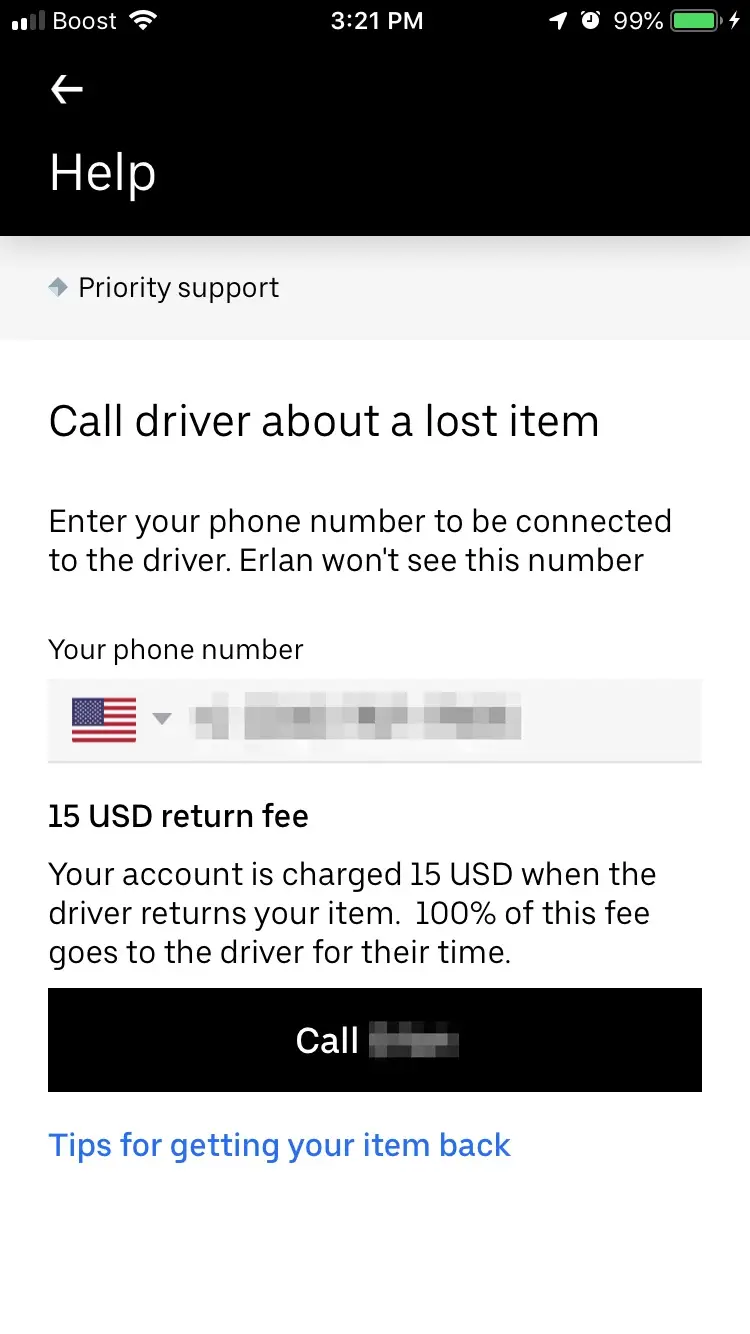 Boost 3:21 PM 99%
Help
Priority support
Call driver about a lost item
Enter your phone number to be connected
to the driver. Erlan won't see this number
Your phone number
15 USD return fee
Your account is charged 15 USD when the
driver returns your item. 100% of this fee
goes to the driver for their time.
Call
Tips for getting your item back